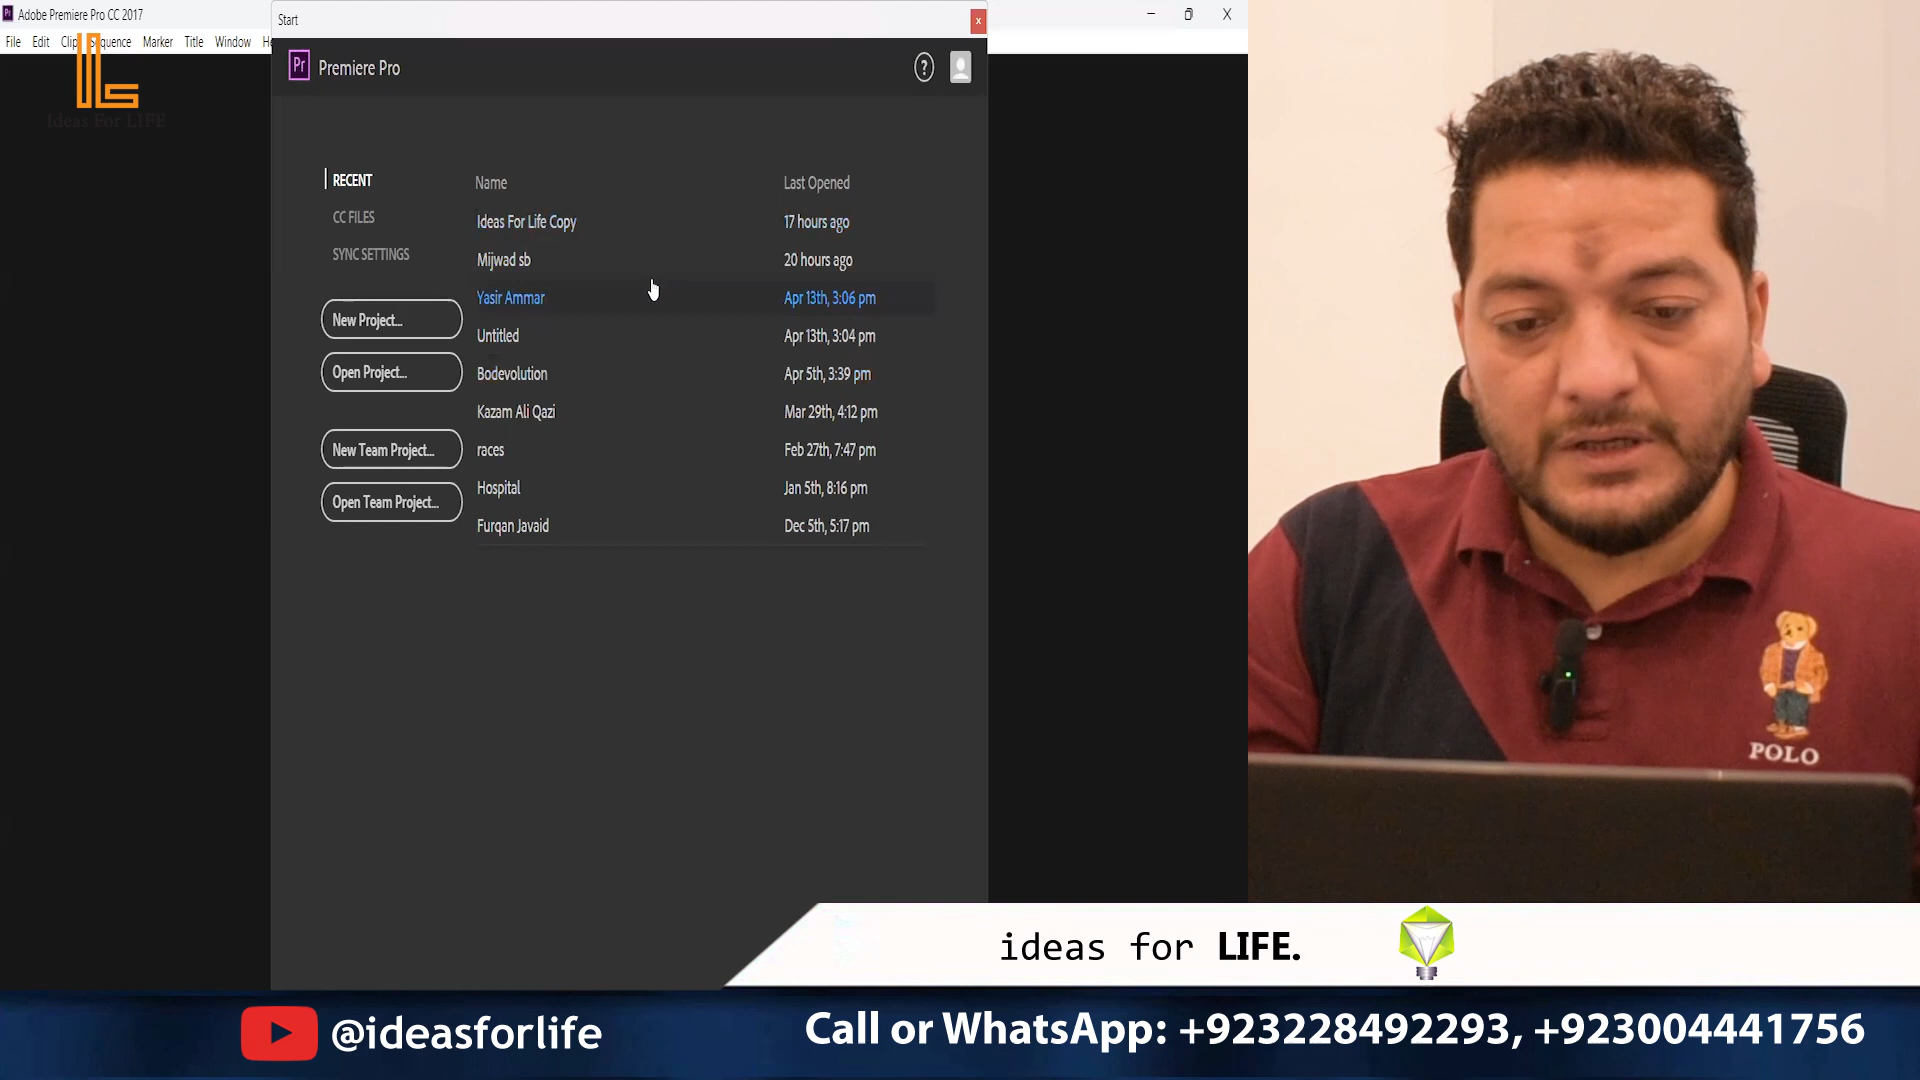 Adobe Premiere Pro CC 2017
File Edit Clip Sequence Marker Title Window
Ideas For LIFE
Start
x
Pr Premiere Pro
?
RECENT
CC FILES
SYNC SETTINGS
New Project...
Open Project...
New Team Project...
Open Team Project...
Name Last Opened
Ideas For Life Copy 17 hours ago
Mijwad sb 20 hours ago
Yasir Ammar Apr 13th, 3:06 pm
Untitled Apr 13th, 3:04 pm
Bodevolution Apr 5th, 3:39 pm
Kazam Ali Qazi Mar 29th, 4:12 pm
races Feb 27th, 7:47 pm
Hospital Jan 5th, 8:16 pm
Furqan Javaid Dec 5th, 5:17 pm
POLO
ideas for LIFE.
@ideasforlife
Call or WhatsApp: +923228492293, +923004441756